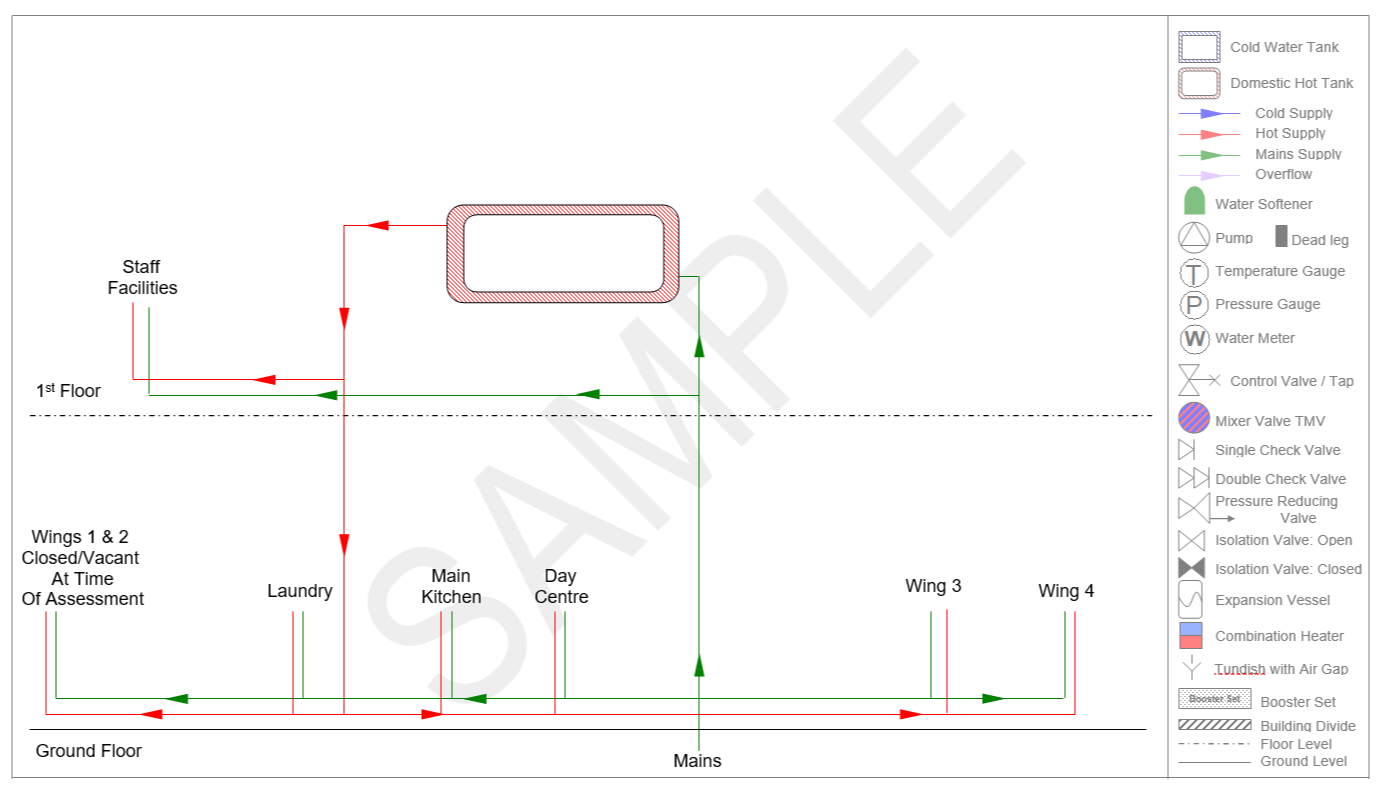 SAMPLE
Staff
Facilities
1st Floor
Wings 1 & 2
Closed/Vacant
At Time
Of Assessment
Laundry
Main
Kitchen
Day
Centre
Wing 3
Wing 4
Ground Floor
Mains
Cold Water Tank
Domestic Hot Tank
Cold Supply
Hot Supply
Mains Supply
Overflow
Water Softener
Pump
Dead leg
T Temperature Gauge
P Pressure Gauge
W Water Meter
Control Valve / Tap
Mixer Valve TMV
Single Check Valve
Double Check Valve
Pressure Reducing
Valve
Isolation Valve: Open
Isolation Valve: Closed
Expansion Vessel
Combination Heater
Tundish with Air Gap
Booster Set Booster Set
Building Divide
Floor Level
Ground Level